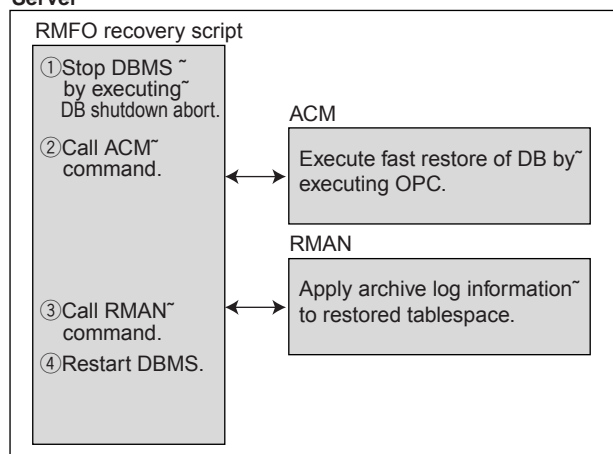 Server
RMFO recovery script
①Stop DBMS ~
by executing~
DB shutdown abort.
②Call ACM~
command.
ACM
Execute fast restore of DB by~
executing OPC.
RMAN
Apply archive log information~
to restored tablespace.
③Call RMAN~
command.
④Restart DBMS.